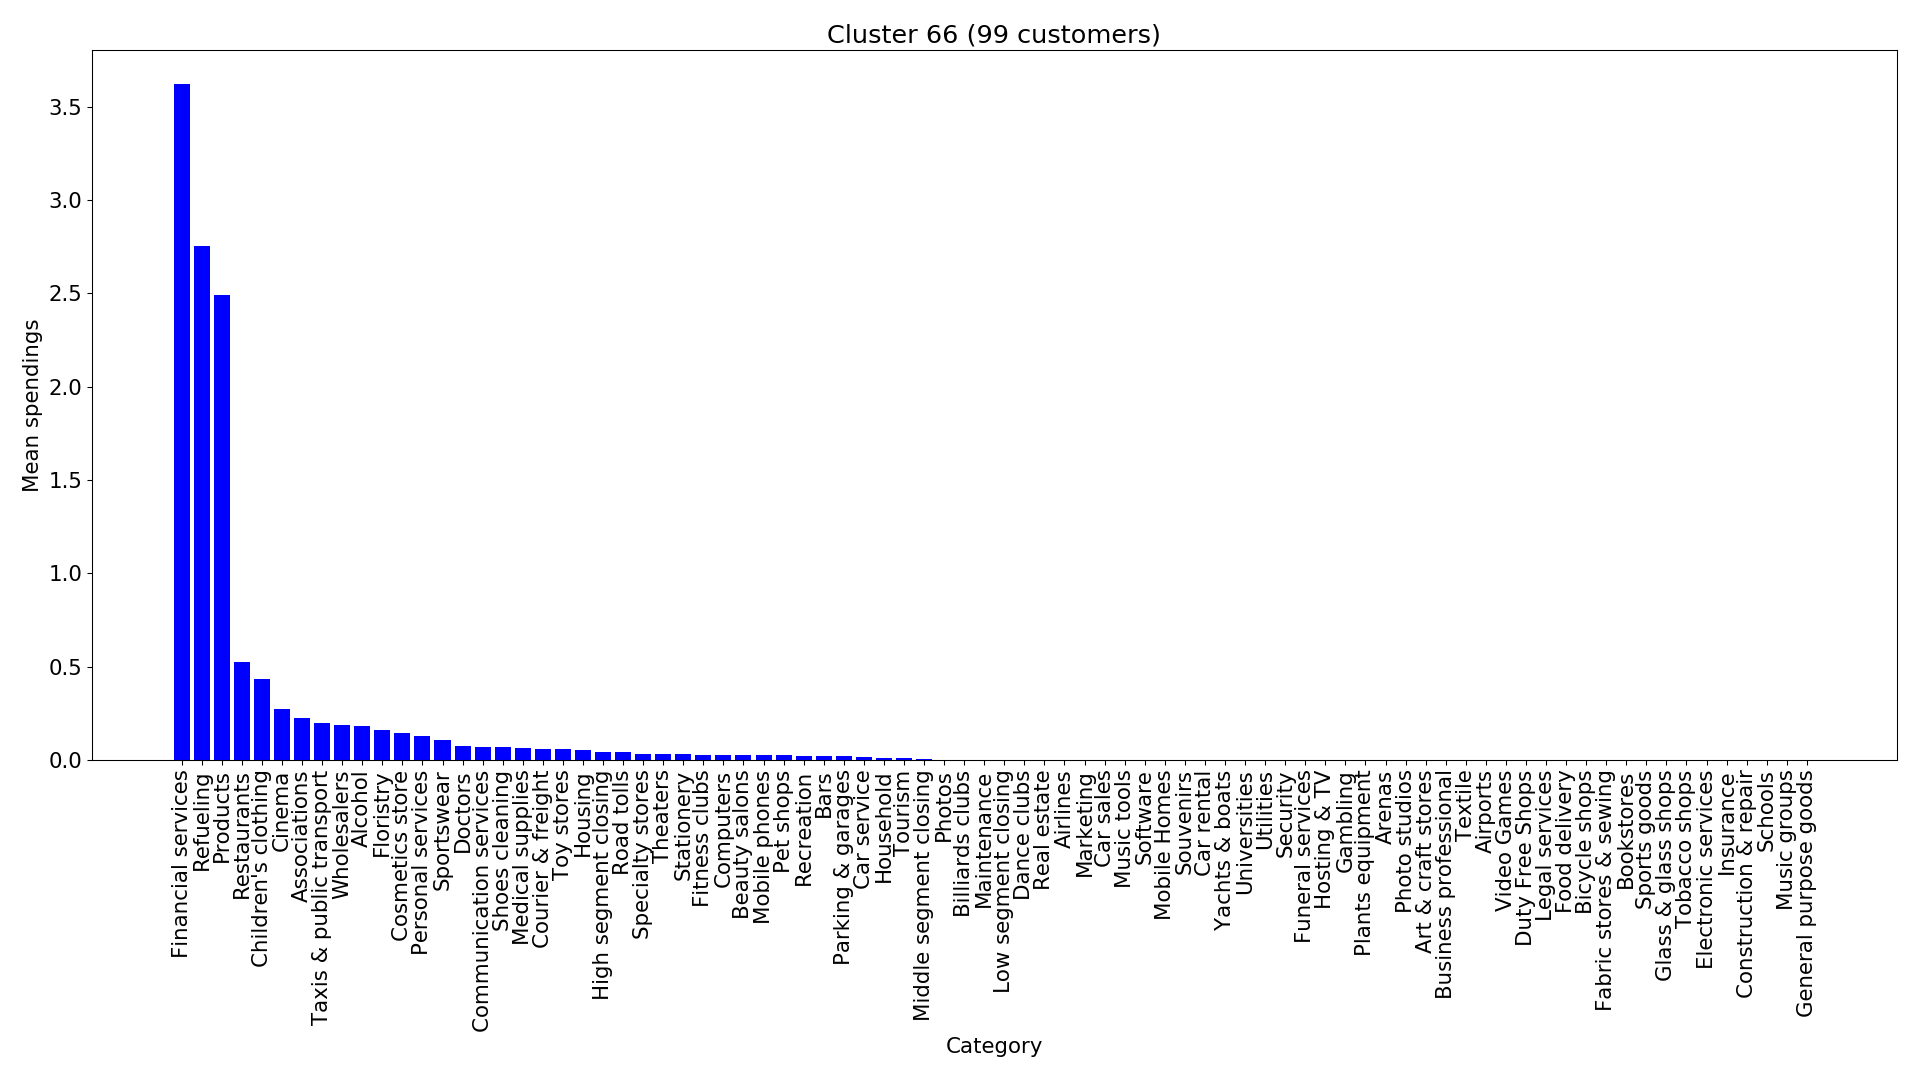 Cluster 66 (99 customers)
Mean spendings
3.5
3.0
2.5
2.0
1.5
1.0
0.5
0.0
Financial services
Refueling
Products
Restaurants
Children's clothing
Cinema
Associations
Taxis & public transport
Wholesalers
Alcohol
Floristry
Cosmetics store
Personal services
Sportswear
Doctors
Communication services
Shoes cleaning
Medical supplies
Courier & freight
Toy stores
Housing
High segment closing
Road tolls
Specialty stores
Theaters
Stationery
Fitness clubs
Computers
Beauty salons
Mobile phones
Pet shops
Recreation
Bars
Parking & garages
Car service
Household
Tourism
Middle segment closing
Photos
Billiards clubs
Maintenance
Low segment closing
Dance clubs
Real estate
Airlines
Marketing
Car sales
Music tools
Software
Mobile Homes
Souvenirs
Car rental
Yachts & boats
Universities
Utilities
Security
Funeral services
Hosting & TV
Gambling
Plants equipment
Arenas
Photo studios
Art & craft stores
Business professional
Textile
Airports
Video Games
Duty Free Shops
Legal services
Food delivery
Bicycle shops
Fabric stores & sewing
Bookstores
Sports goods
Glass & glass shops
Tobacco shops
Electronic services
Insurance
Construction & repair
Schools
Music groups
General purpose goods
Category